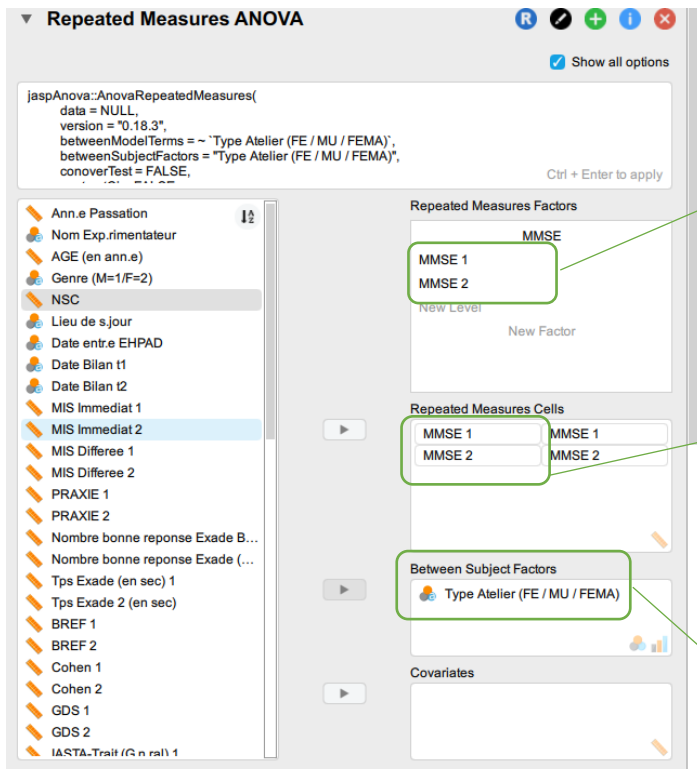 Repeated Measures ANOVA
R
Show all options
jaspAnova::AnovaRepeatedMeasures(
data = NULL,
version = "0.18.3",
betweenModelTerms = ~ `Type Atelier (FE / MU / FEMA)`,
betweenSubjectFactors = "Type Atelier (FE / MU / FEMA)",
conoverTest = FALSE,
Ctrl + Enter to apply
Ann.e Passation
Nom Exp.rimentateur
AGE (en ann.e)
Genre (M=1/F=2)
NSC
Lieu de s.jour
Date entr.e EHPAD
Date Bilan t1
Date Bilan t2
MIS Immediat 1
MIS Immediat 2
MIS Differee 1
MIS Differee 2
PRAXIE 1
PRAXIE 2
Nombre bonne reponse Exade B...
Nombre bonne reponse Exade (...
Tps Exade (en sec) 1
Tps Exade 2 (en sec)
BREF 1
BREF 2
Cohen 1
Cohen 2
GDS 1
GDS 2
IASTA-Trait (G n ral) 1
Repeated Measures Factors
MMSE
MMSE 1
MMSE 2
New Level
New Factor
Repeated Measures Cells
MMSE 1 MMSE 1
MMSE 2 MMSE 2
Between Subject Factors
Type Atelier (FE / MU / FEMA)
Covariates